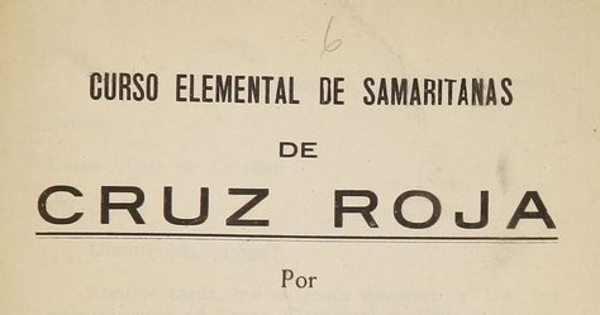 6
CURSO ELEMENTAL DE SAMARITANAS
DE
CRUZ ROJA
Por